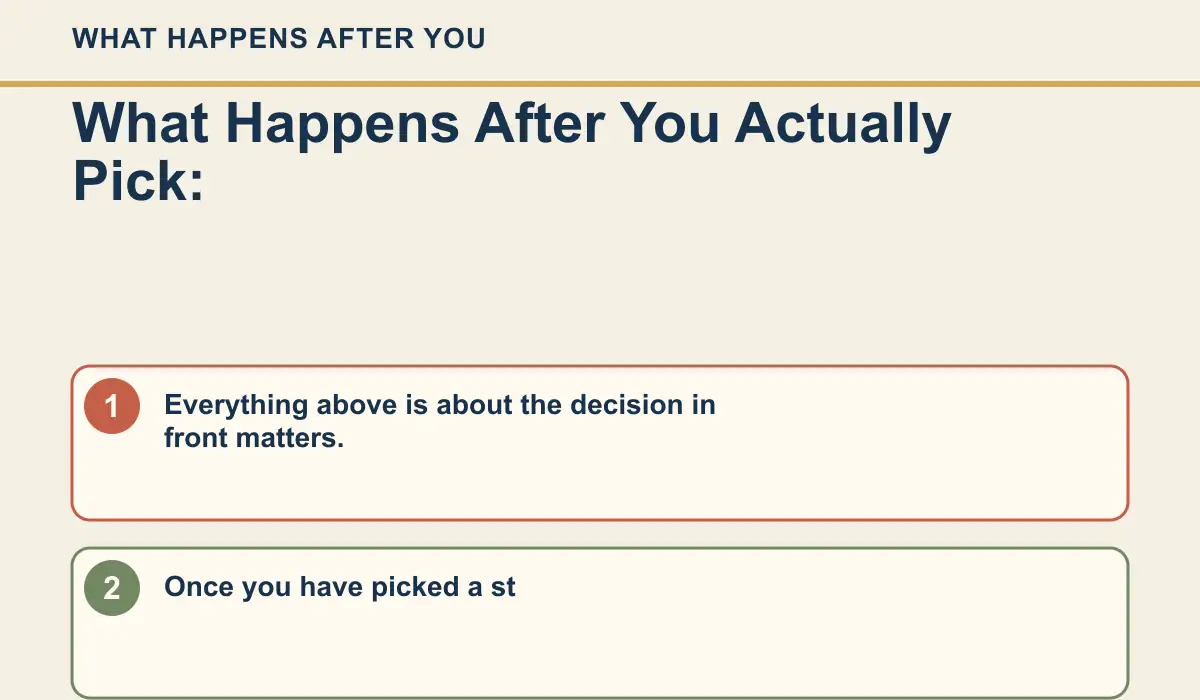 WHAT HAPPENS AFTER YOU
What Happens After You Actually
Pick:
1
Everything above is about the decision in
front matters.
2
Once you have picked a st